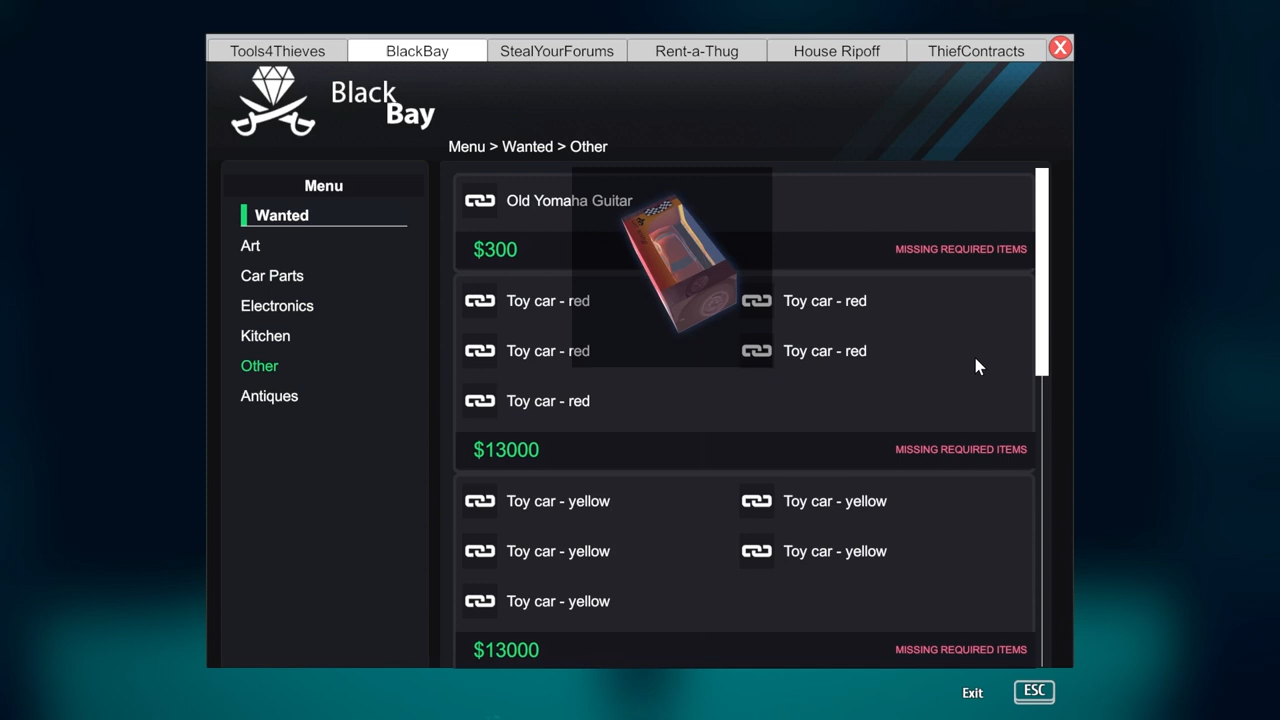 Tools4Thieves BlackBay StealYourForums Rent-a-Thug House Ripoff ThiefContracts X
Black
Bay
Menu > Wanted > Other
Menu
Wanted
Art
Car Parts
Electronics
Kitchen
Other
Antiques
Old Yomaha Guitar
$300 MISSING REQUIRED ITEMS
Toy car - red Toy car - red
Toy car - red Toy car - red
Toy car - red
$13000 MISSING REQUIRED ITEMS
Toy car - yellow Toy car - yellow
Toy car - yellow Toy car - yellow
Toy car - yellow
$13000 MISSING REQUIRED ITEMS
Exit ESC